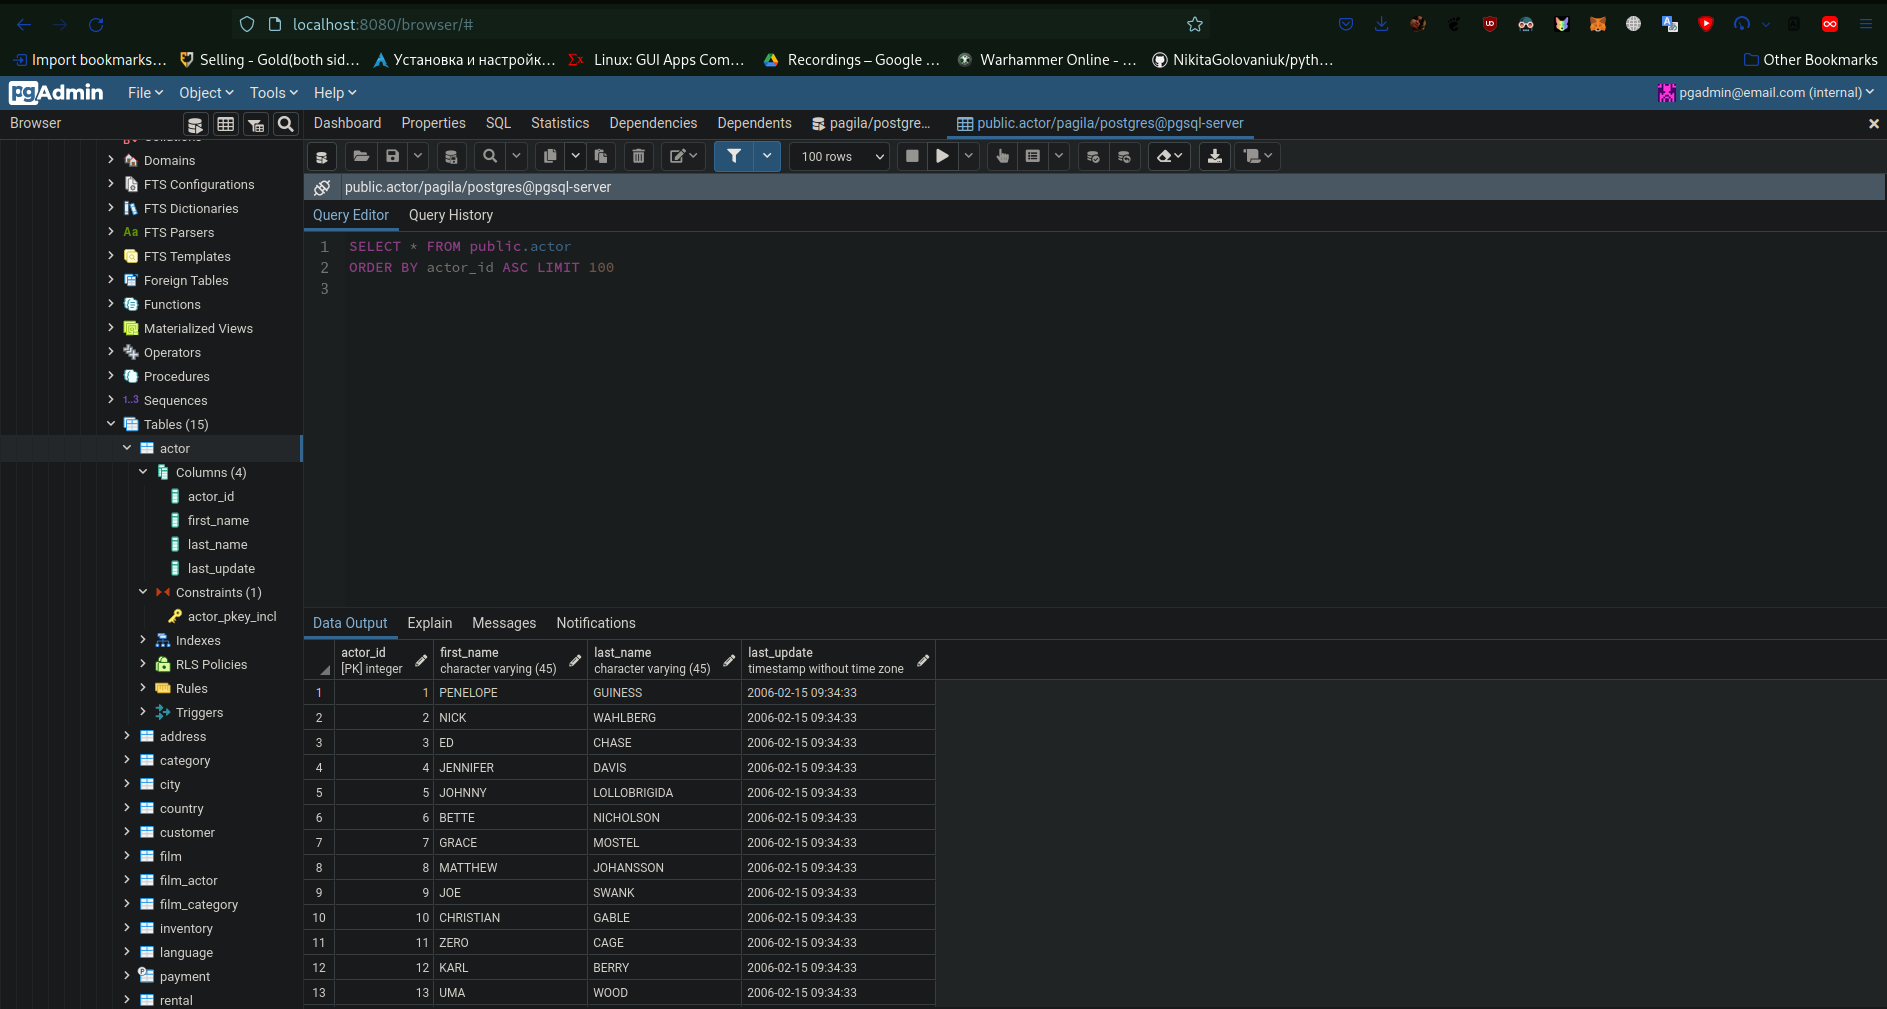 localhost:8080/browser/#
Import bookmarks...
Selling - Gold(both sid...
Установка и настройк...
Linux: GUI Apps Com...
Recordings – Google ...
Warhammer Online - ...
NikitaGolovaniuk/pyth...
Other Bookmarks
pgAdmin
File
Object
Tools
Help
pgadmin@email.com (internal)
Browser
Dashboard
Properties
SQL
Statistics
Dependencies
Dependents
pagila/postgre...
public.actor/pagila/postgres@pgsql-server
100 rows
public.actor/pagila/postgres@pgsql-server
Query Editor
Query History
1 SELECT * FROM public.actor
2 ORDER BY actor_id ASC LIMIT 100
3
Domains
FTS Configurations
FTS Dictionaries
Aa FTS Parsers
FTS Templates
Foreign Tables
Functions
Materialized Views
Operators
Procedures
1..3 Sequences
Tables (15)
actor
Columns (4)
actor_id
first_name
last_name
last_update
Constraints (1)
actor_pkey_incl
Indexes
RLS Policies
Rules
Triggers
address
category
city
country
customer
film
film_actor
film_category
inventory
language
payment
rental
Data Output
Explain
Messages
Notifications
actor_id
[PK] integer
first_name
character varying (45)
last_name
character varying (45)
last_update
timestamp without time zone
1 1 PENELOPE GUINESS 2006-02-15 09:34:33
2 2 NICK WAHLBERG 2006-02-15 09:34:33
3 3 ED CHASE 2006-02-15 09:34:33
4 4 JENNIFER DAVIS 2006-02-15 09:34:33
5 5 JOHNNY LOLLOBRIGIDA 2006-02-15 09:34:33
6 6 BETTE NICHOLSON 2006-02-15 09:34:33
7 7 GRACE MOSTEL 2006-02-15 09:34:33
8 8 MATTHEW JOHANSSON 2006-02-15 09:34:33
9 9 JOE SWANK 2006-02-15 09:34:33
10 10 CHRISTIAN GABLE 2006-02-15 09:34:33
11 11 ZERO CAGE 2006-02-15 09:34:33
12 12 KARL BERRY 2006-02-15 09:34:33
13 13 UMA WOOD 2006-02-15 09:34:33